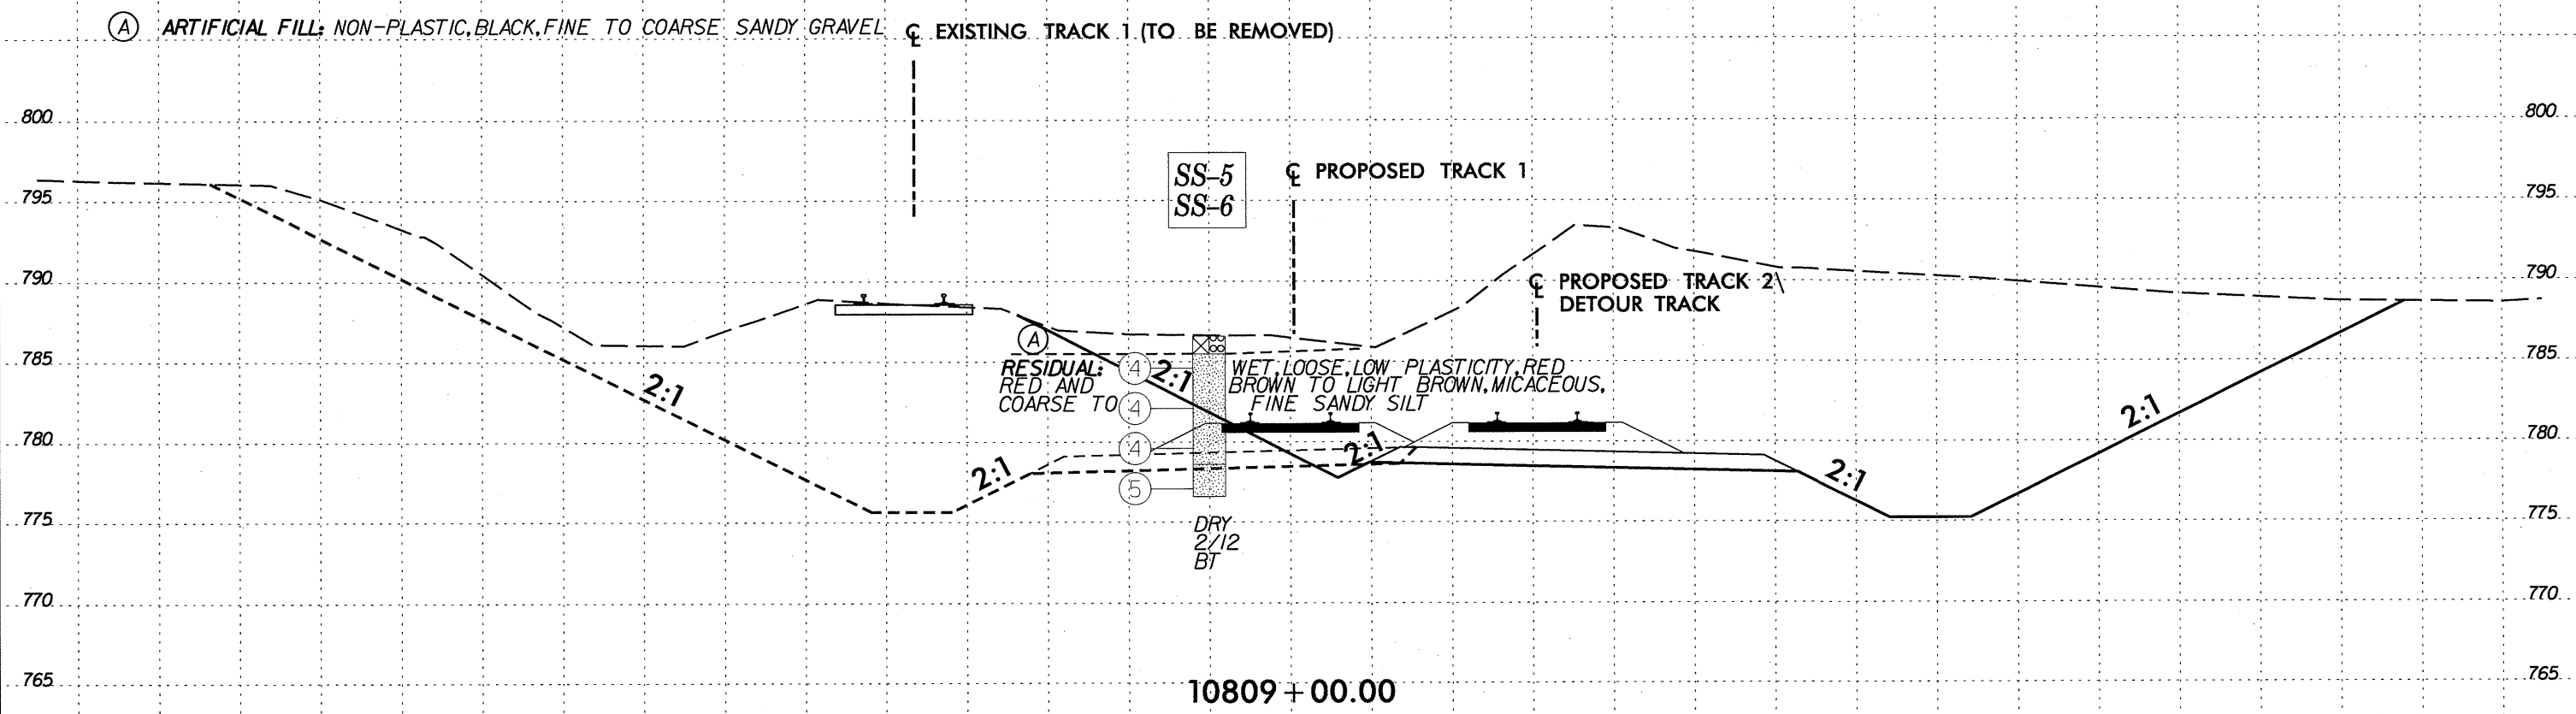 Ⓐ ARTIFICIAL FILL: NON-PLASTIC, BLACK, FINE TO COARSE SANDY GRAVEL
℄ EXISTING TRACK 1 (TO BE REMOVED)
800 800
SS-5
SS-6
℄ PROPOSED TRACK 1
795 795
790 790
℄ PROPOSED TRACK 2\
DETOUR TRACK
A
785 785
RESIDUAL: 4 2:1 WET, LOOSE, LOW PLASTICITY, RED
RED AND BROWN TO LIGHT BROWN, MICACEOUS,
COARSE TO 4 FINE SANDY SILT
2:1
2:1
780 780
4
2:1
2:1
2:1
5
775 775
DRY
2/12
BT
770 770
765 765
10809+00.00